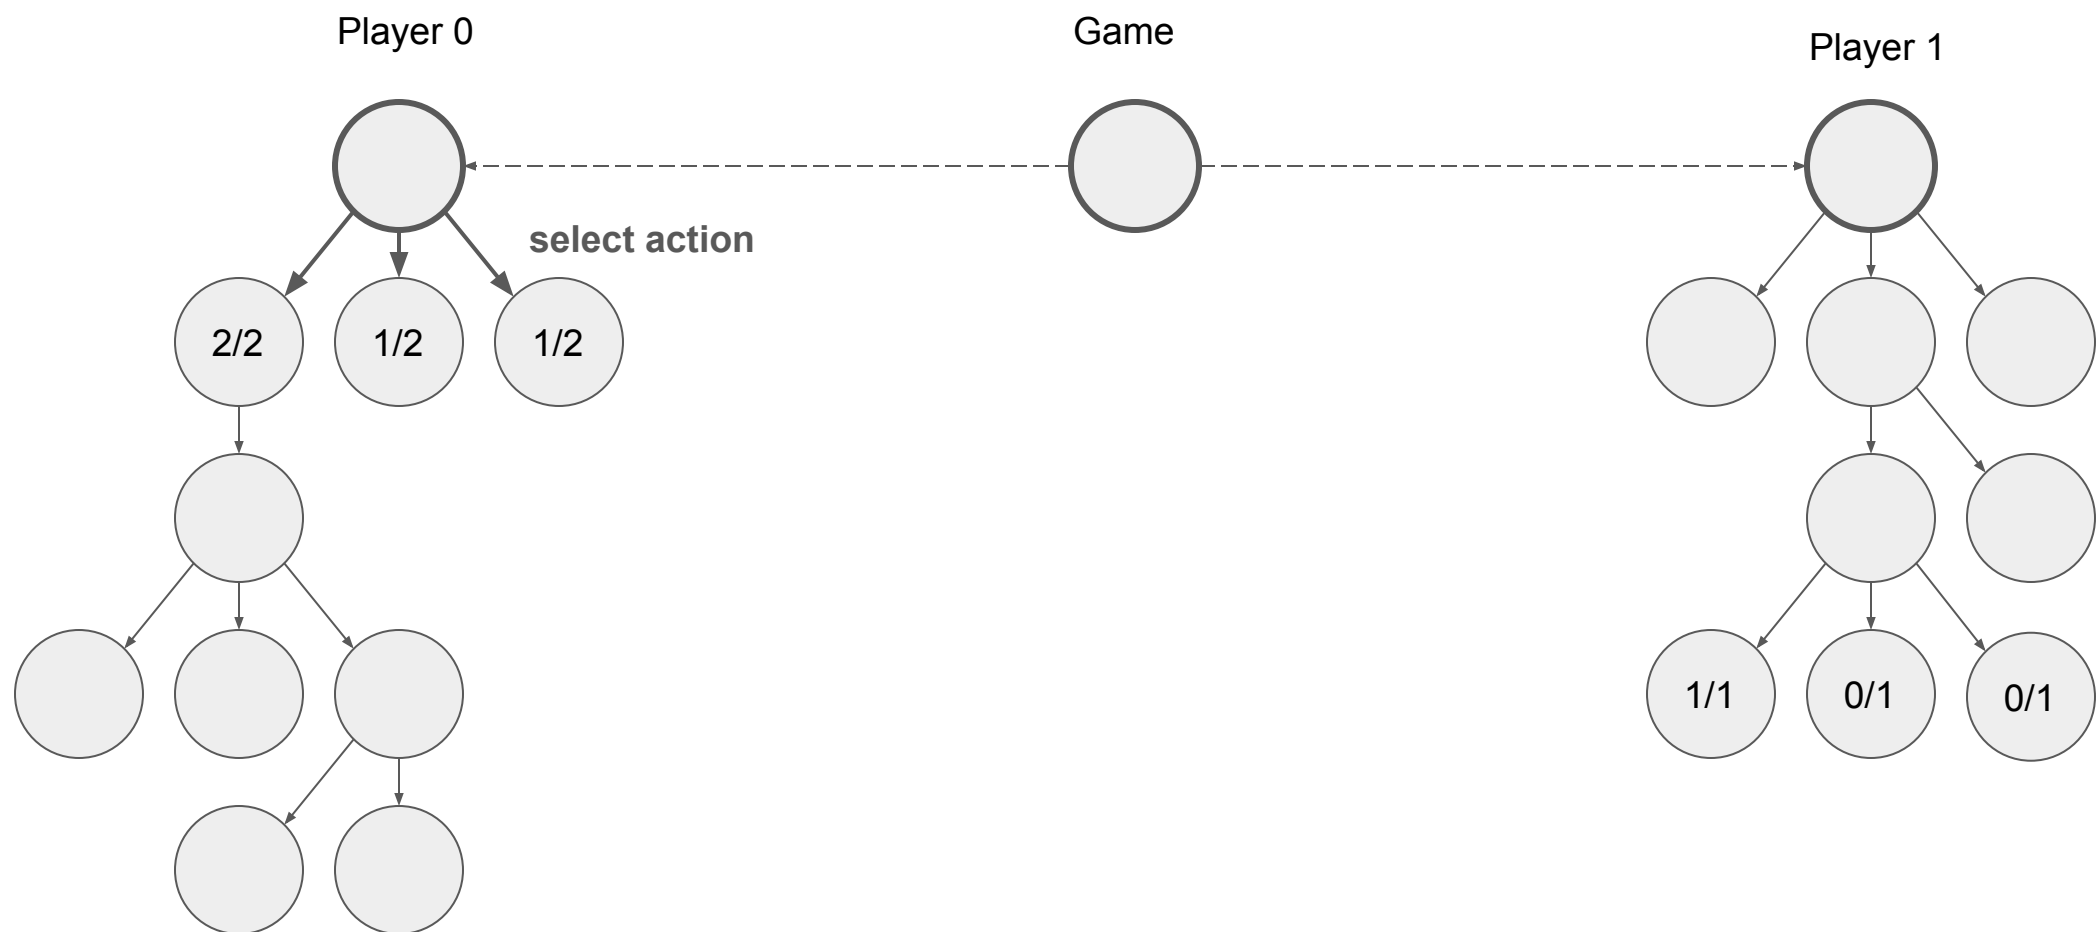 Player 0
Game
Player 1
select action
2/2
1/2
1/2
1/1
0/1
0/1